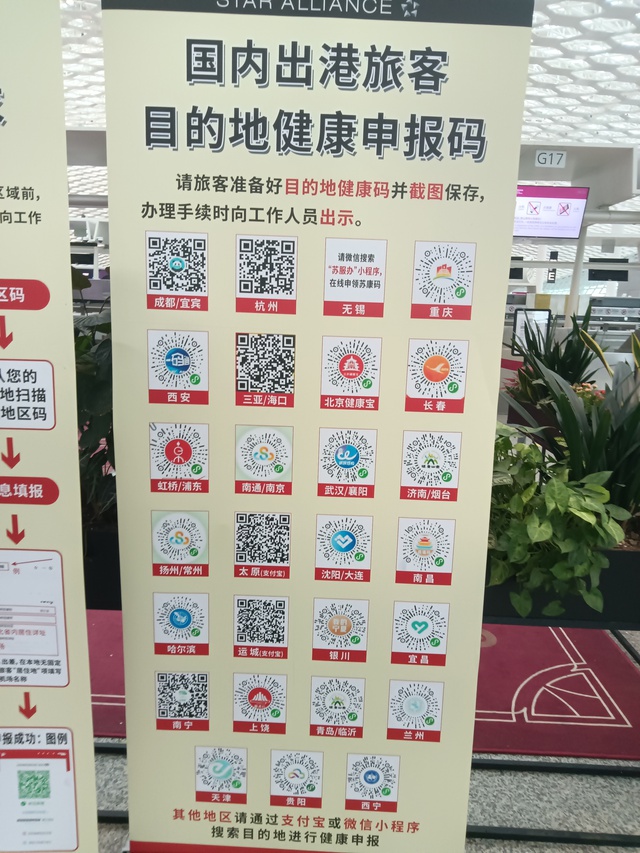 STAR ALLIANCE
国内出港旅客
目的地健康申报码
请旅客准备好目的地健康码并截图保存,
办理手续时向工作人员出示。
成都/宜宾
杭州
请微信搜索
“苏服办”小程序,
在线申领苏康码
无锡
重庆
西安
三亚/海口
北京健康宝
长春
虹桥/浦东
南通/南京
武汉/襄阳
济南/烟台
扬州/常州
太原(支付宝)
沈阳/大连
南昌
哈尔滨
运城(支付宝)
银川
宜昌
南宁
上饶
青岛/临沂
兰州
天津
贵阳
西宁
其他地区请通过支付宝或微信小程序
搜索目的地进行健康申报
G17
区域前,
向工作
区码
认您的
地扫描
地区码
息填报
例
报成功：图例